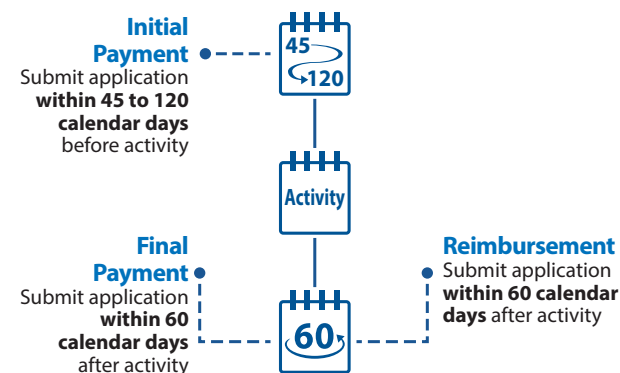 Initial
Payment
Submit application
within 45 to 120
calendar days
before activity
45
120
Activity
Final
Payment
Submit application
within 60
calendar days
after activity
60
Reimbursement
Submit application
within 60 calendar
days after activity